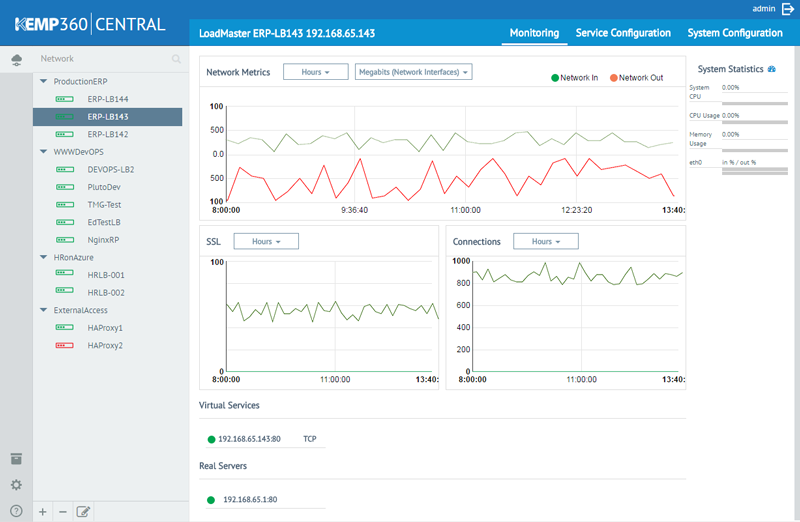 admin
KEMP360 CENTRAL
LoadMaster ERP-LB143 192.168.65.143
Monitoring
Service Configuration
System Configuration
Network
ProductionERP
ERP-LB144
ERP-LB143
ERP-LB142
WWWDevOPS
DEVOPS-LB2
PlutoDev
TMG-Test
EdTestLB
NginxRP
HRonAzure
HRLB-001
HRLB-002
ExternalAccess
HAProxy1
HAProxy2
Network Metrics
Hours
Megabits (Network Interfaces)
Network In
Network Out
100
500
0.0
500
100
8:00:00
9:36:40
11:00:00
12:23:20
13:40:
System Statistics
System CPU 0.00%
CPU Usage 0.00%
Memory Usage 0.00%
eth0 in % / out %
SSL
Hours
100
0
8:00:00
11:00:00
13:40:
Connections
Hours
1000
800
600
400
200
0
8:00:00
11:00:00
13:40:
Virtual Services
192.168.65.143:80 TCP
Real Servers
192.168.65.1:80